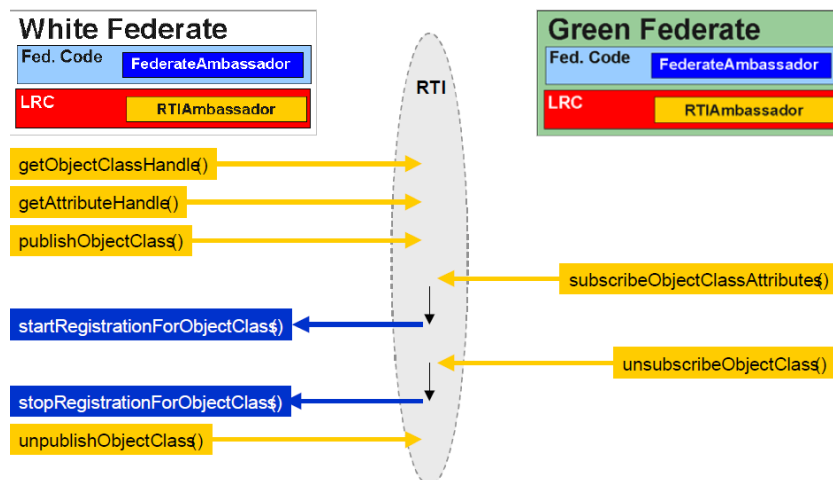 White Federate
Fed. Code
FederateAmbassador
LRC
RTIAmbassador
RTI
Green Federate
Fed. Code
FederateAmbassador
LRC
RTIAmbassador
getObjectClassHandle()
getAttributeHandle()
publishObjectClass()
subscribeObjectClassAttributes()
startRegistrationForObjectClass()
unsubscribeObjectClass()
stopRegistrationForObjectClass()
unpublishObjectClass()